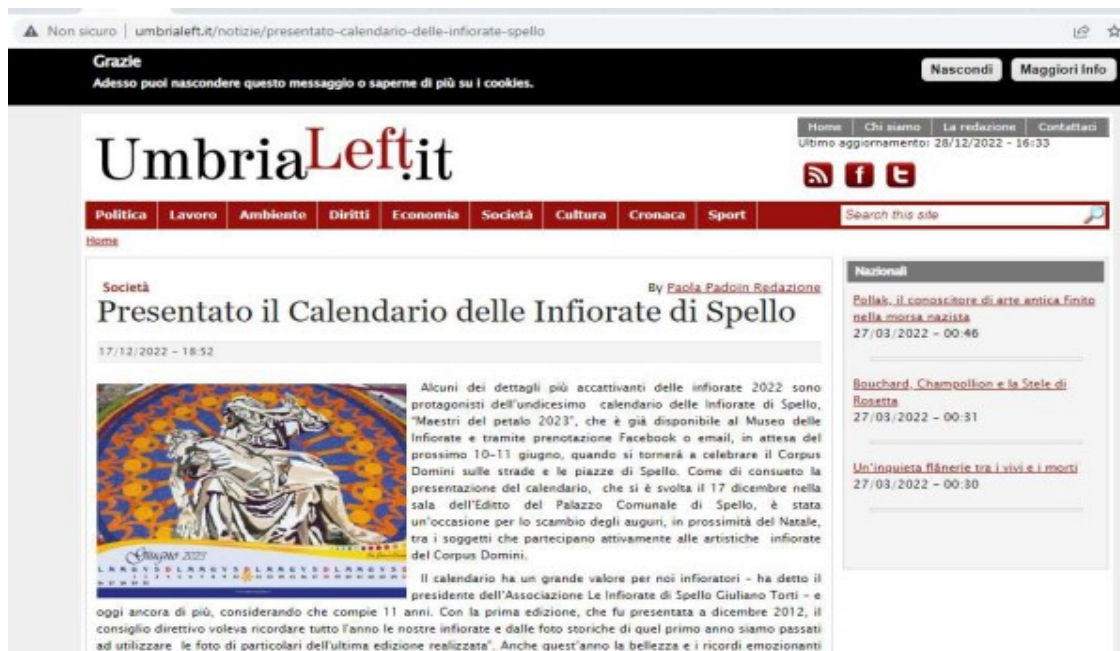 Non sicuro | umbrialeft.it/notizie/presentato-calendario-delle-infiorate-spello
Grazie
Adesso puoi nascondere questo messaggio o saperne di più su i cookies.
Nascondi
Maggiori Info
UmbriaLeft.it
Home
Chi siamo
La redazione
Contattaci
Ultimo aggiornamento: 28/12/2022 - 16:33
Politica
Lavoro
Ambiente
Diritti
Economia
Società
Cultura
Cronaca
Sport
Search this site
Home
Società
By Paola Padoin Redazione
Presentato il Calendario delle Infiorate di Spello
17/12/2022 - 18:52
Alcuni dei dettagli più accattivanti delle infiorate 2022 sono
protagonisti dell'undicesimo calendario delle Infiorate di Spello,
"Maestri del petalo 2023", che è già disponibile al Museo delle
Infiorate e tramite prenotazione Facebook o email, in attesa del
prossimo 10-11 giugno, quando si tornerà a celebrare il Corpus
Domini sulle strade e le piazze di Spello. Come di consueto la
presentazione del calendario, che si è svolta il 17 dicembre nella
sala dell'Editto del Palazzo Comunale di Spello, è stata
un'occasione per lo scambio degli auguri, in prossimità del Natale,
tra i soggetti che partecipano attivamente alle artistiche infiorate
del Corpus Domini.
Giugno 2023
Il calendario ha un grande valore per noi infioratori - ha detto il
presidente dell'Associazione Le Infiorate di Spello Giuliano Torti - e
oggi ancora di più, considerando che compie 11 anni. Con la prima edizione, che fu presentata a dicembre 2012, il
consiglio direttivo voleva ricordare tutto l'anno le nostre infiorate e dalle foto storiche di quel primo anno siamo passati
ad utilizzare le foto di particolari dell'ultima edizione realizzata". Anche quest'anno la bellezza e i ricordi emozionanti
Nazionali
Pollak, il conoscitore di arte antica finito
nella morsa nazista
27/03/2022 - 00:46
Bouchard, Champollion e la Stele di
Rosetta
27/03/2022 - 00:31
Un'inquieta flânerie tra i vivi e i morti
27/03/2022 - 00:30